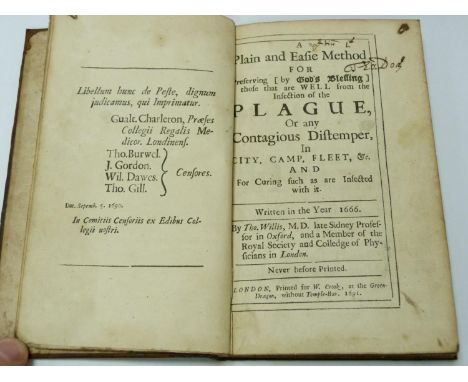 Libellum hunc de Peste, dignum
judicamus, qui Imprimatur.
Gualt. Charleton, Præses
Collegii Regalis Me-
dicor. Londinens.
Tho. Burwel.
J. Gordon.
Wil. Dawes.
Tho. Gill.
Censores.
Dat. Septemb. 5. 1690.
In Comitiis Censoriis ex Edibus Col-
legii nostri.
A
Plain and Easie Method
FOR
Preserving [by God's Blessing]
those that are WELL from the
Infection of the
PLAGUE,
Or any
Contagious Distemper,
In
CITY, CAMP, FLEET, &c.
AND
For Curing such as are Infected
with it.
Written in the Year 1666.
By Tho. Willis, M.D. late Sidney Profes-
sor in Oxford, and a Member of the
Royal Society and Colledge of Phy-
sicians in London.
Never before Printed.
LONDON, Printed for W. Crook, at the Green-
Dragon, without Temple-Bar. 1691.